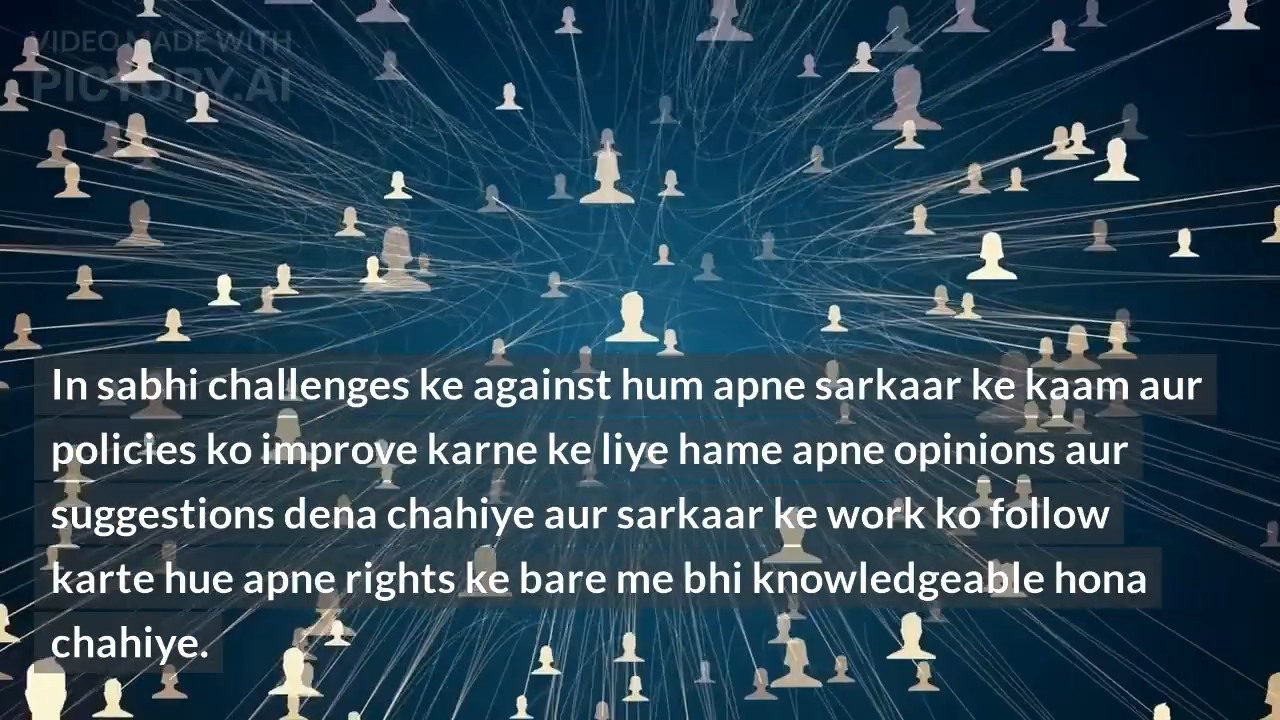 VIDEO MADE WITH
PICTORY.AI
In sabhi challenges ke against hum apne sarkaar ke kaam aur
policies ko improve karne ke liye hame apne opinions aur
suggestions dena chahiye aur sarkaar ke work ko follow
karte hue apne rights ke bare me bhi knowledgeable hona
chahiye.